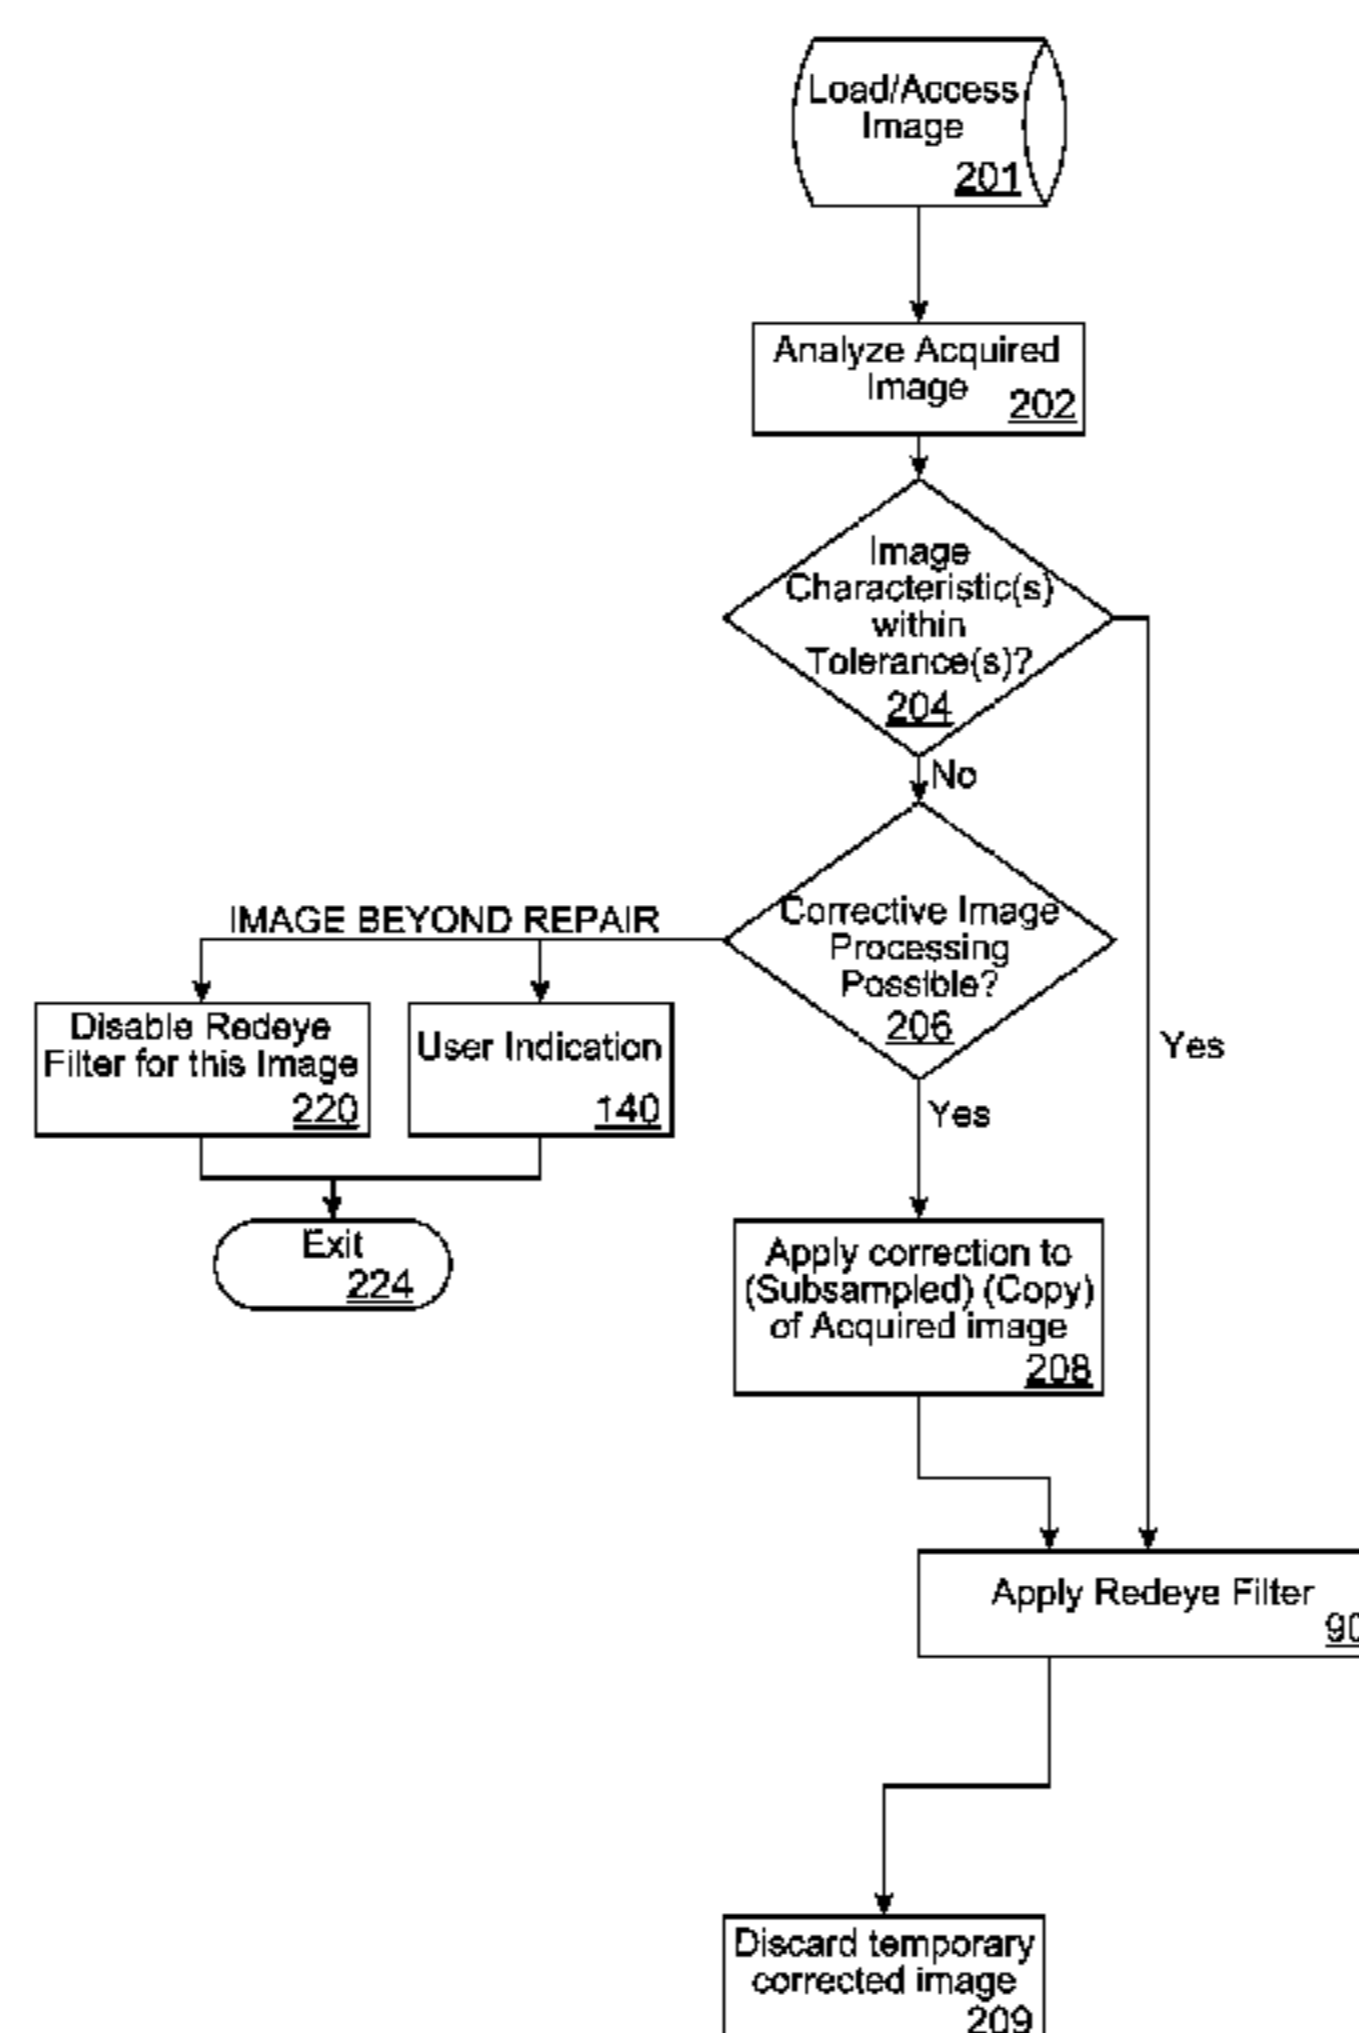 Load/Access
Image
201
Analyze Acquired
Image
202
Image
Characteristic(s)
within
Tolerance(s)?
204
No
IMAGE BEYOND REPAIR
Corrective Image
Processing
Possible?
206
Yes
Disable Redeye
Filter for this Image
220
User Indication
140
Yes
Exit
224
Apply correction to
(Subsampled) (Copy)
of Acquired image
208
Apply Redeye Filter
90
Discard temporary
corrected image
209